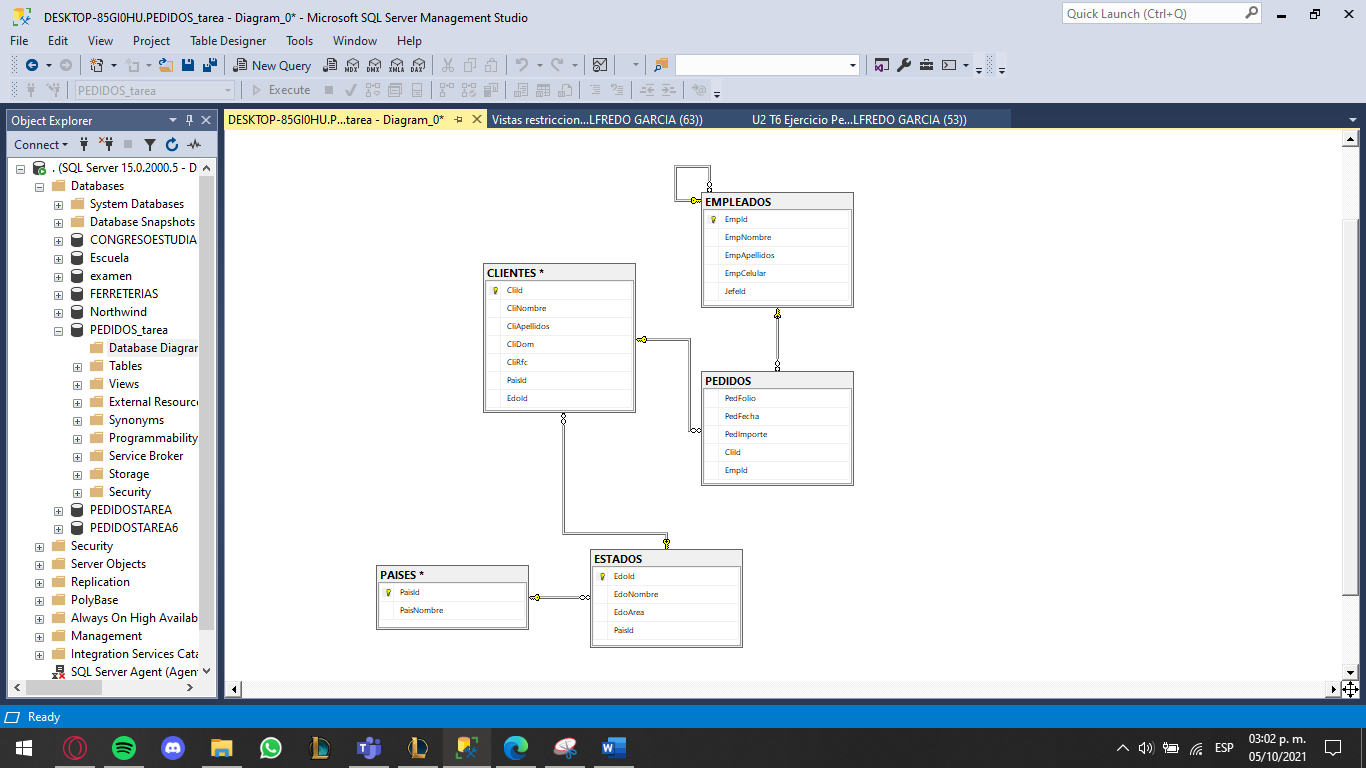 DESKTOP-85GI0HU.PEDIDOS_tarea - Diagram_0* - Microsoft SQL Server Management Studio
Quick Launch (Ctrl+Q)
File Edit View Project Table Designer Tools Window Help
New Query MDX DMX XMLA DAX
PEDIDOS_tarea Execute
Object Explorer
DESKTOP-85GI0HU.P...tarea - Diagram_0*
Vistas restriccion...LFREDO GARCIA (63))
U2 T6 Ejercicio Pe...LFREDO GARCIA (53))
Connect
. (SQL Server 15.0.2000.5 - D
Databases
System Databases
Database Snapshots
CONGRESOESTUDIA
Escuela
examen
FERRETERIAS
Northwind
PEDIDOS_tarea
Database Diagrar
Tables
Views
External Resource
Synonyms
Programmability
Service Broker
Storage
Security
PEDIDOSTAREA
PEDIDOSTAREA6
Security
Server Objects
Replication
PolyBase
Always On High Availab
Management
Integration Services Cata
SQL Server Agent (Agen
EMPLEADOS
EmpId
EmpNombre
EmpApellidos
EmpCelular
JefeId
CLIENTES *
CliId
CliNombre
CliApellidos
CliDom
CliRfc
PaisId
EdoId
PEDIDOS
PedFolio
PedFecha
PedImporte
CliId
EmpId
ESTADOS
EdoId
EdoNombre
EdoArea
PaisId
PAISES *
PaisId
PaisNombre
Ready
ESP
03:02 p. m.
05/10/2021